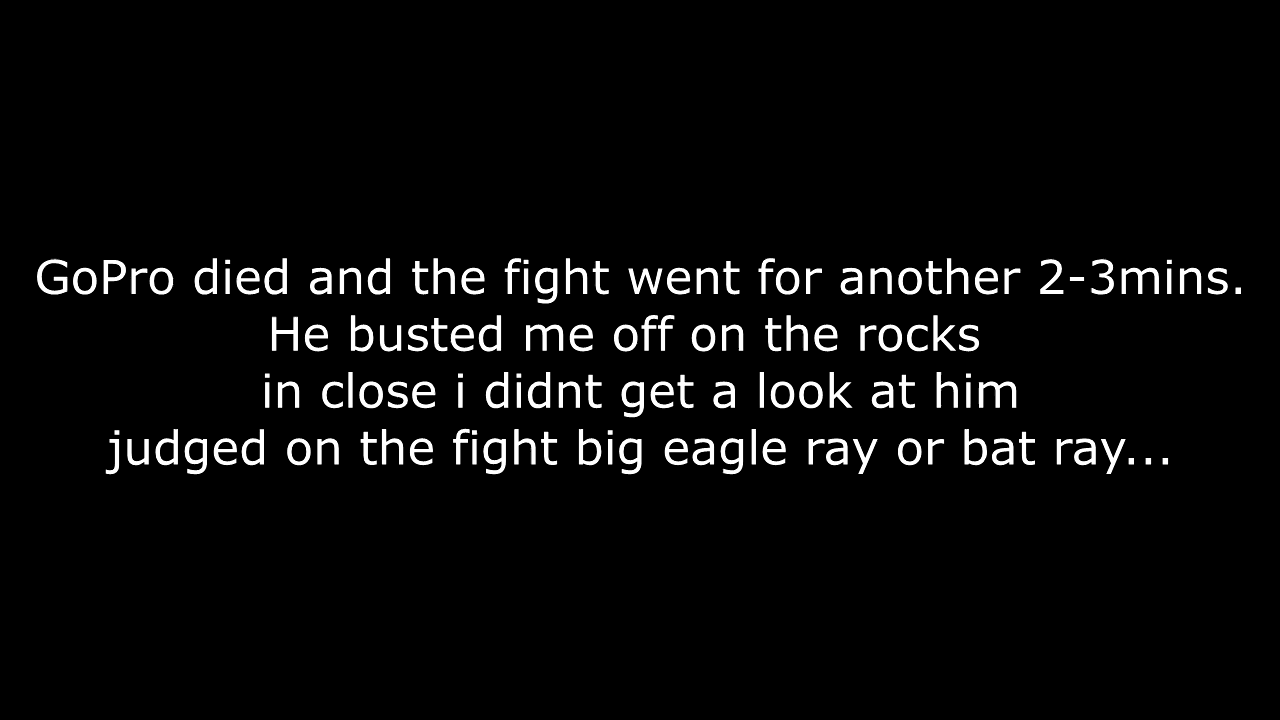 GoPro died and the fight went for another 2-3mins.
He busted me off on the rocks
in close i didnt get a look at him
judged on the fight big eagle ray or bat ray...